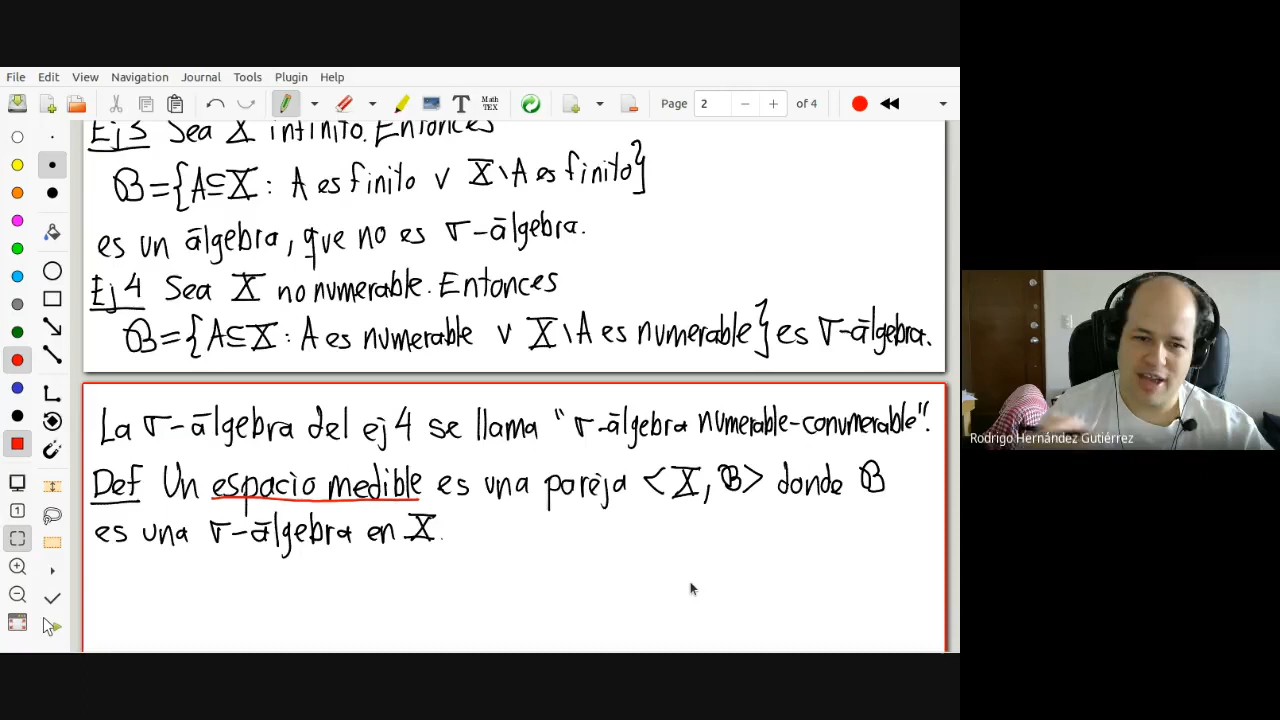 File Edit View Navigation Journal Tools Plugin Help
Math TEX Page 2 of 4
Ej 3 Sea X infinito. Entonces
B={A⊆X: A es finito ∨ X\A es finito}
es un álgebra, que no es σ-álgebra.
Ej 4 Sea X no numerable. Entonces
B={A⊆X: A es numerable ∨ X\A es numerable} es σ-álgebra.
La σ-álgebra del ej 4 se llama "σ-álgebra numerable-conumerable".
Def Un espacio medible es una pareja <X, B> donde B
es una σ-álgebra en X.
Rodrigo Hernández Gutiérrez
1